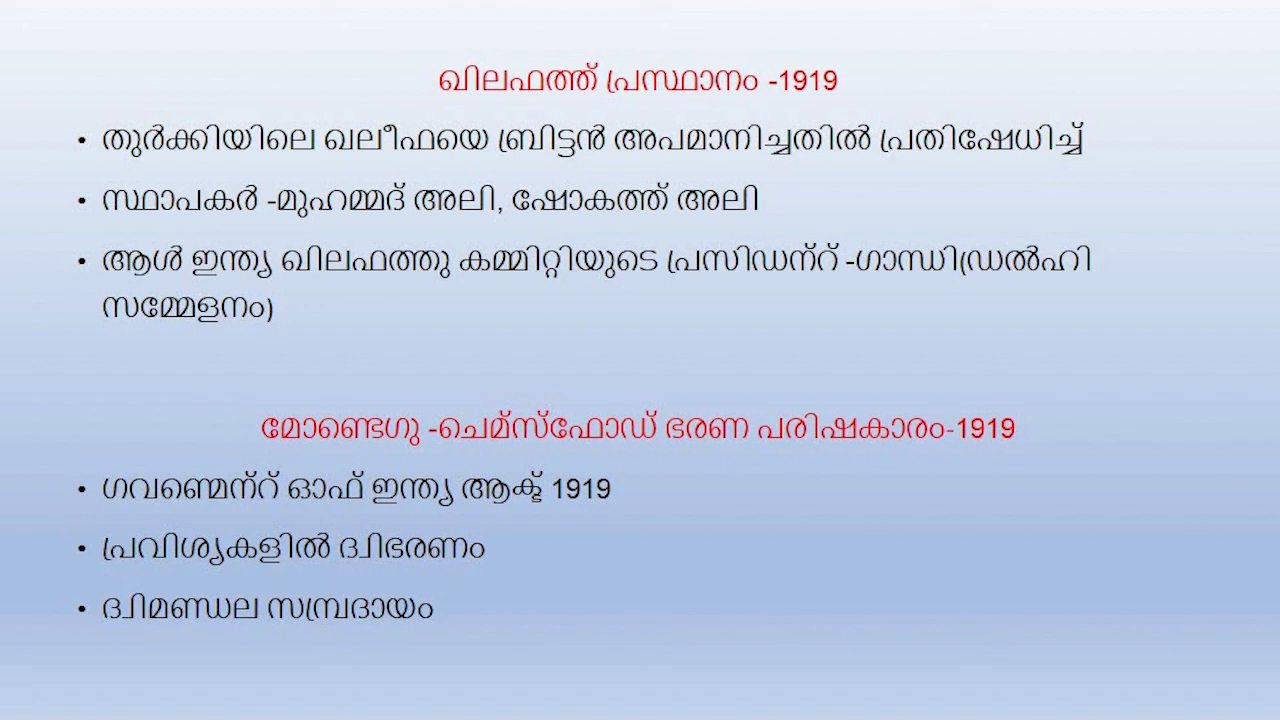 ഖിലഫത്ത് പ്രസ്ഥാനം -1919
• തുർക്കിയിലെ ഖലീഫയെ ബ്രിട്ടൻ അപമാനിച്ചതിൽ പ്രതിഷേധിച്ച്
• സ്ഥാപകർ -മുഹമ്മദ് അലി, ഷോകത്ത് അലി
• ആൾ ഇന്ത്യ ഖിലഫത്തു കമ്മിറ്റിയുടെ പ്രസിഡന്റ് -ഗാന്ധിഡ്രൽഹി
സമ്മേളനം)
മോണ്ടെഗു -ചെമ്സ്ഫോഡ് ഭരണ പരിഷകാരം-1919
• ഗവണ്മെന്റ് ഓഫ് ഇന്ത്യ ആക്ട് 1919
• പ്രവിശ്യകളിൽ ദ്വിഭരണം
• ദ്വിമണ്ഡല സമ്പ്രദായം